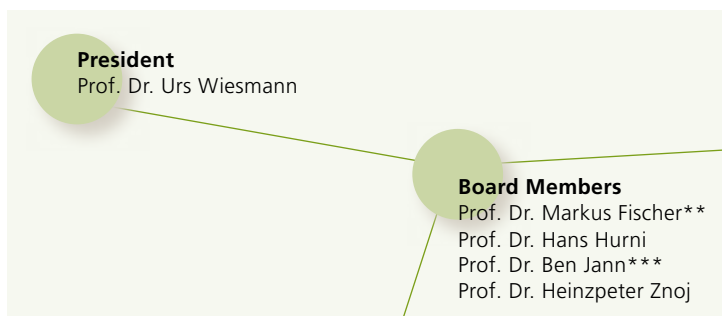 President
Prof. Dr. Urs Wiesmann
Board Members
Prof. Dr. Markus Fischer**
Prof. Dr. Hans Hurni
Prof. Dr. Ben Jann***
Prof. Dr. Heinzpeter Znoj